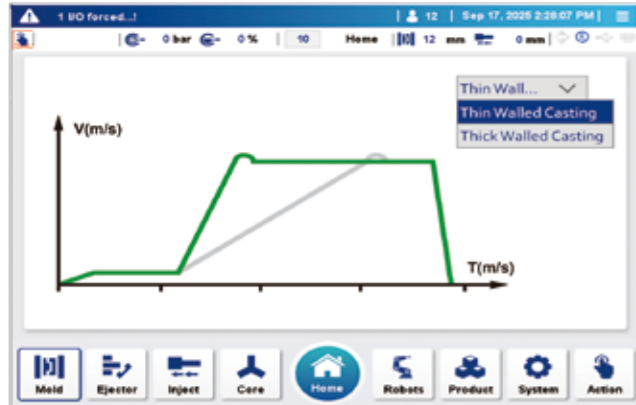 1 I/O forced...! 12 Sep 17, 2025 2:28:07 PM
0 bar 0 % 10 Home 12 mm 0 mm
Thin Wall...
Thin Walled Casting
Thick Walled Casting
V(m/s)
T(m/s)
Mold Ejector Inject Core Home Robots Product System Action